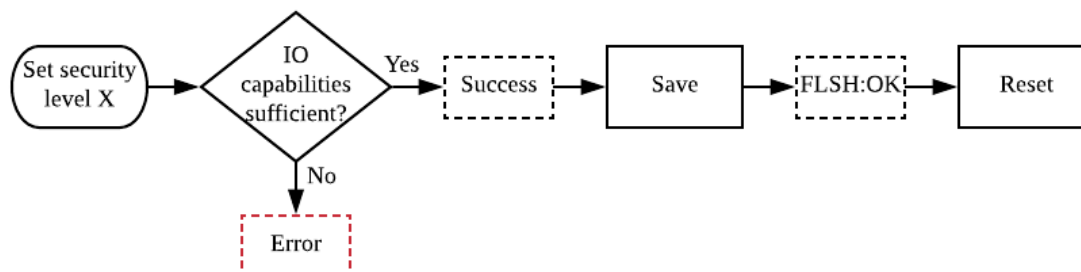 Set security
level X
IO
capabilities
sufficient?
Yes
No
Success
Save
FLSH:OK
Reset
Error